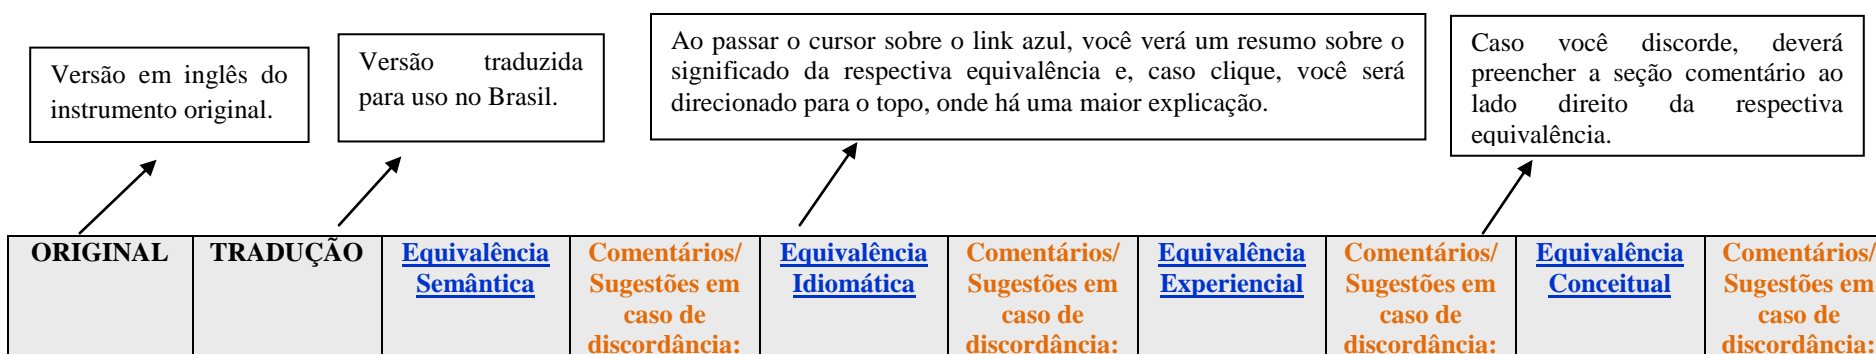 Versão em inglês do
instrumento original.
Versão traduzida
para uso no Brasil.
Ao passar o cursor sobre o link azul, você verá um resumo sobre o
significado da respectiva equivalência e, caso clique, você será
direcionado para o topo, onde há uma maior explicação.
Caso você discorde, deverá
preencher a seção comentário ao
lado direito da respectiva
equivalência.
ORIGINAL
TRADUÇÃO
Equivalência
Semântica
Comentários/
Sugestões em
caso de
discordância:
Equivalência
Idiomática
Comentários/
Sugestões em
caso de
discordância:
Equivalência
Experiencial
Comentários/
Sugestões em
caso de
discordância:
Equivalência
Conceitual
Comentários/
Sugestões em
caso de
discordância: